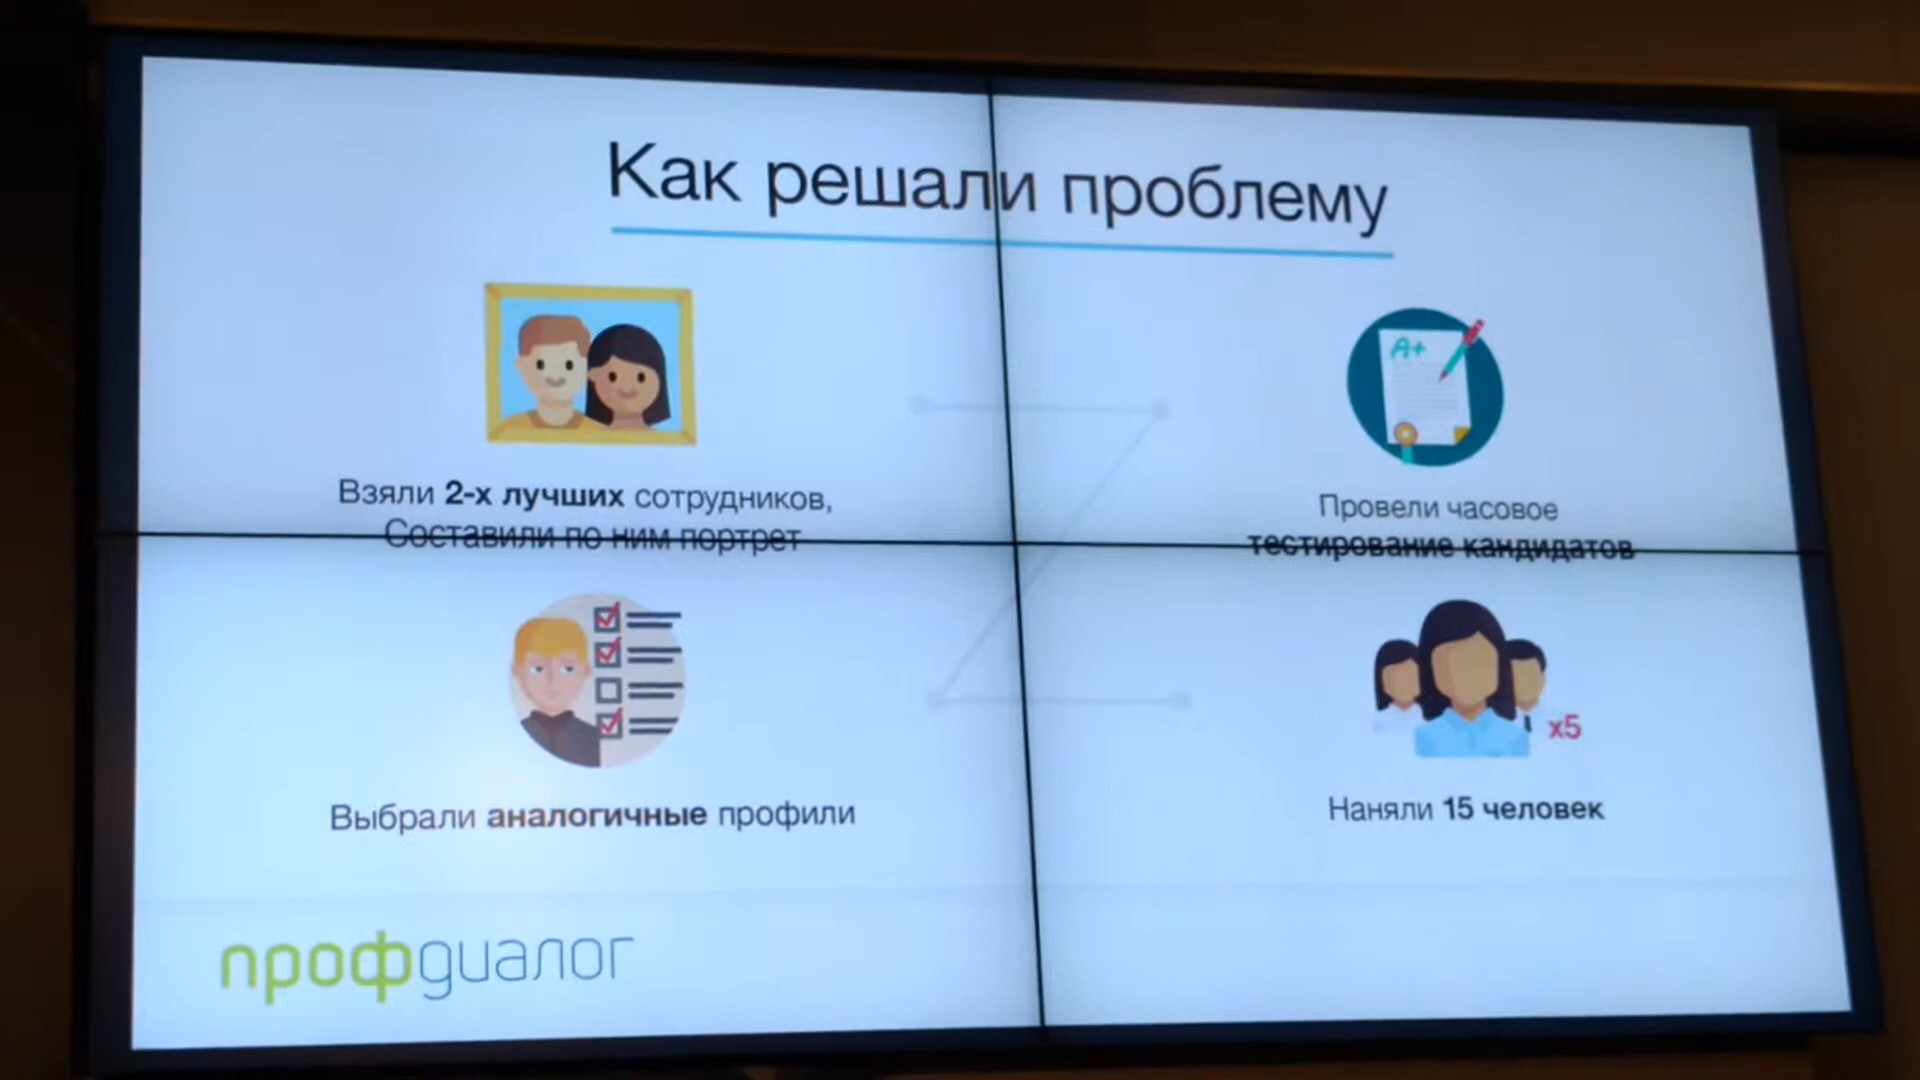 Как решали проблему
Взяли 2-х лучших сотрудников,
Составили по ним портрет
A+
Провели часовое
тестирование кандидатов
Выбрали аналогичные профили
x5
Наняли 15 человек
профдиалог